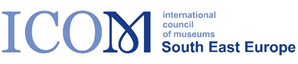 ICOM
international
council
of museums
South East Europe